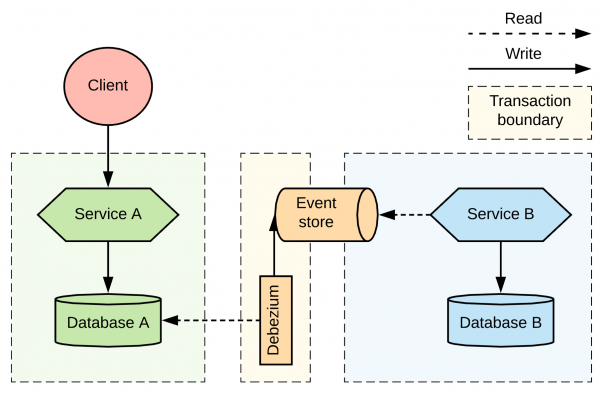 Read
Write
Transaction
boundary
Client
Service A
Event
store
Service B
Database A
Debezium
Database B